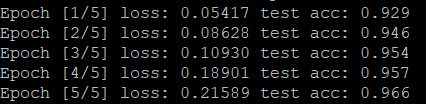 Epoch [1/5] loss: 0.05417 test acc: 0.929
Epoch [2/5] loss: 0.08628 test acc: 0.946
Epoch [3/5] loss: 0.10930 test acc: 0.954
Epoch [4/5] loss: 0.18901 test acc: 0.957
Epoch [5/5] loss: 0.21589 test acc: 0.966